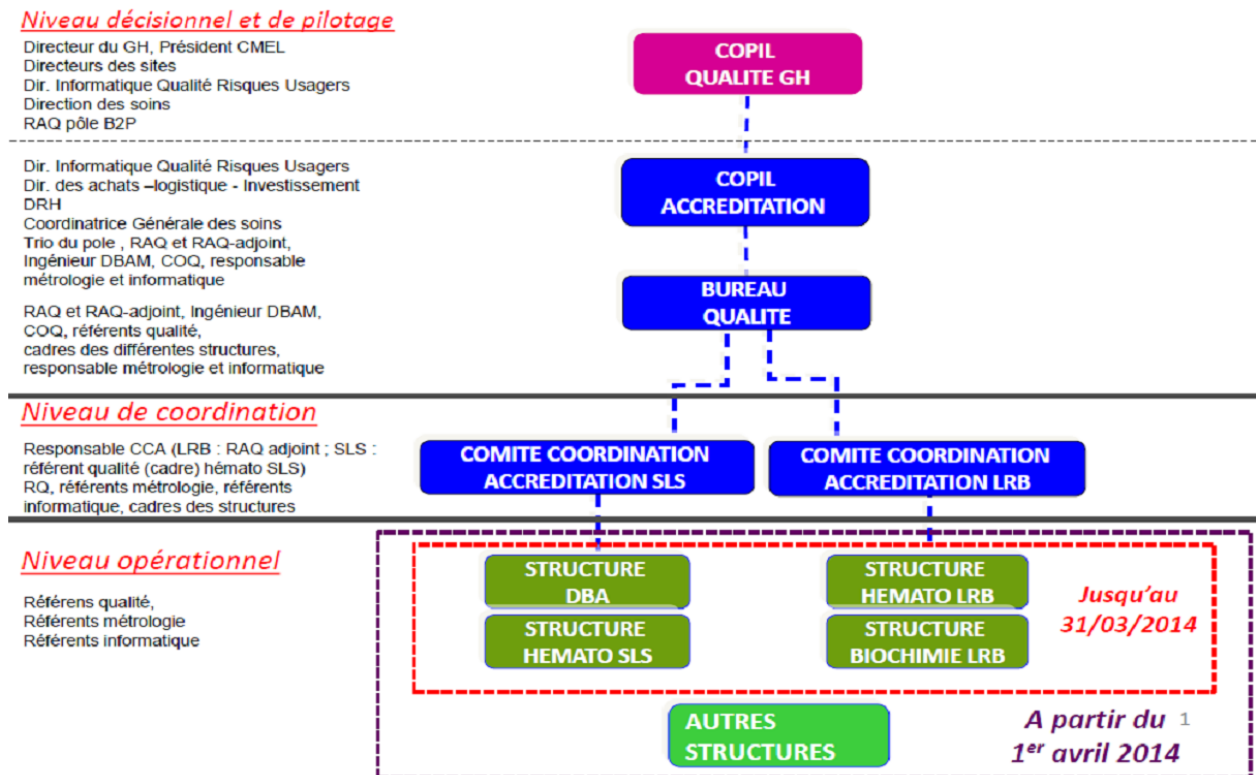 Niveau décisionnel et de pilotage
Directeur du GH, Président CMEL
Directeurs des sites
Dir. Informatique Qualité Risques Usagers
Direction des soins
RAQ pôle B2P
COPIL
QUALITE GH
Dir. Informatique Qualité Risques Usagers
Dir. des achats –logistique - Investissement
DRH
Coordinatrice Générale des soins
Trio du pole , RAQ et RAQ-adjoint,
Ingénieur DBAM, COQ, responsable
métrologie et informatique
COPIL
ACCREDITATION
RAQ et RAQ-adjoint, Ingénieur DBAM,
COQ, référents qualité,
cadres des différentes structures,
responsable métrologie et informatique
BUREAU
QUALITE
Niveau de coordination
Responsable CCA (LRB : RAQ adjoint ; SLS :
référent qualité (cadre) hémato SLS)
RQ, référents métrologie, référents
informatique, cadres des structures
COMITE COORDINATION
ACCREDITATION SLS
COMITE COORDINATION
ACCREDITATION LRB
Niveau opérationnel
Référens qualité,
Référents métrologie
Référents informatique
STRUCTURE
DBA
STRUCTURE
HEMATO LRB
STRUCTURE
HEMATO SLS
STRUCTURE
BIOCHIMIE LRB
Jusqu'au
31/03/2014
AUTRES
STRUCTURES
A partir du 1
1er avril 2014